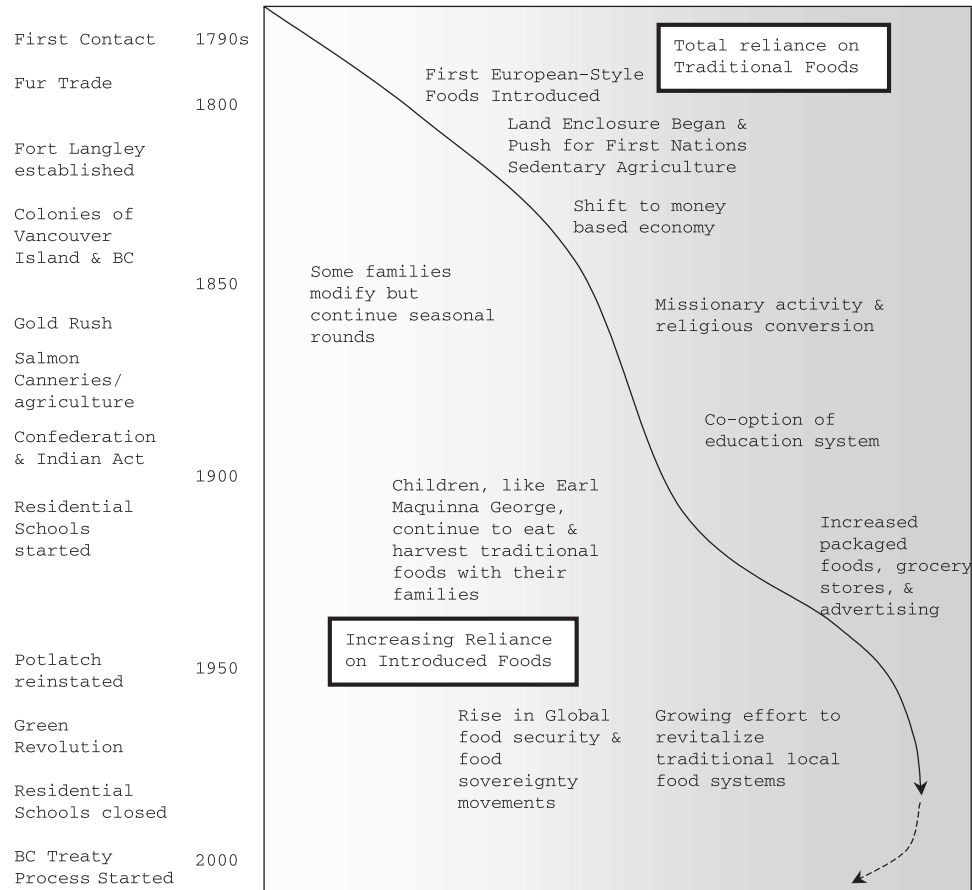 First Contact
1790s
Fur Trade
1800
Fort Langley
established
Colonies of
Vancouver
Island & BC
1850
Gold Rush
Salmon
Canneries/
agriculture
Confederation
& Indian Act
1900
Residential
Schools
started
Potlatch
reinstated
1950
Green
Revolution
Residential
Schools closed
BC Treaty
Process Started
2000
Total reliance on
Traditional Foods
First European-Style
Foods Introduced
Land Enclosure Began &
Push for First Nations
Sedentary Agriculture
Shift to money
based economy
Some families
modify but
continue seasonal
rounds
Missionary activity &
religious conversion
Co-option of
education system
Children, like Earl
Maquinna George,
continue to eat &
harvest traditional
foods with their
families
Increased
packaged
foods, grocery
stores, &
advertising
Increasing Reliance
on Introduced Foods
Rise in Global
food security &
food
sovereignty
movements
Growing effort to
revitalize
traditional local
food systems